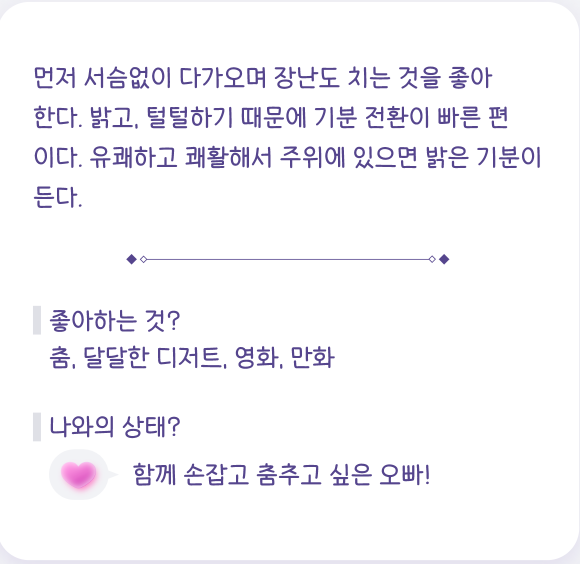 먼저 서슴없이 다가오며 장난도 치는 것을 좋아
한다. 밝고, 털털하기 때문에 기분 전환이 빠른 편
이다. 유쾌하고 쾌활해서 주위에 있으면 밝은 기분이
든다.
좋아하는 것?
춤, 달달한 디저트, 영화, 만화
나와의 상태?
함께 손잡고 춤추고 싶은 오빠!